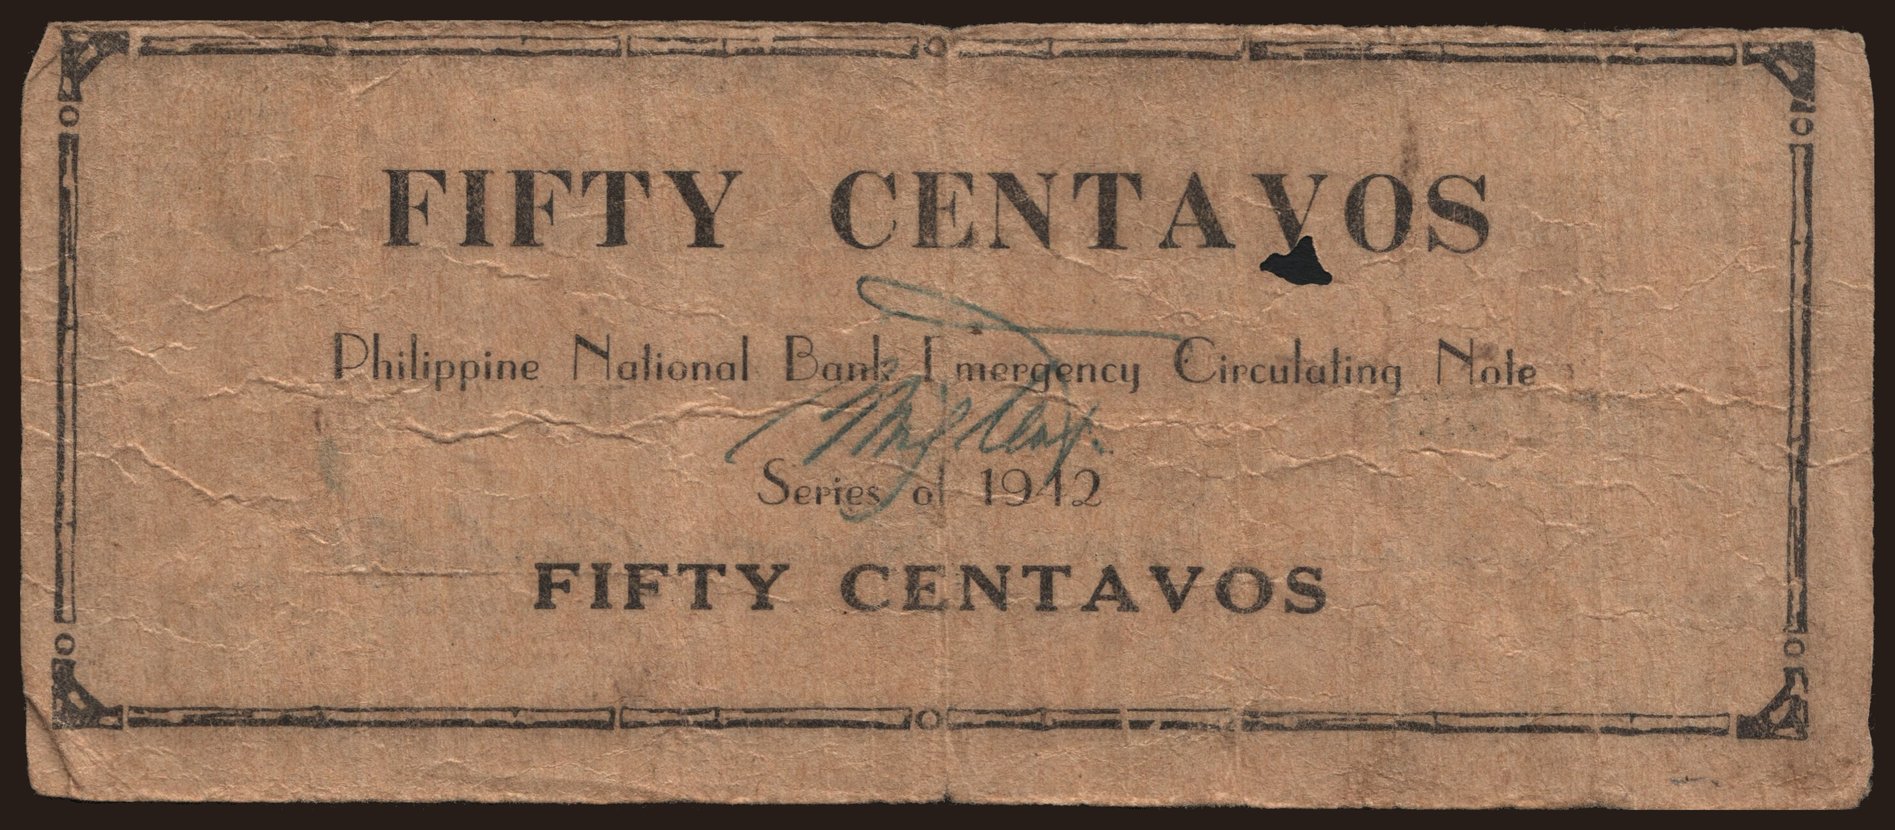 FIFTY CENTAVOS
Philippine National Bank Emergency Circulating Note
Series of 1942
FIFTY CENTAVOS